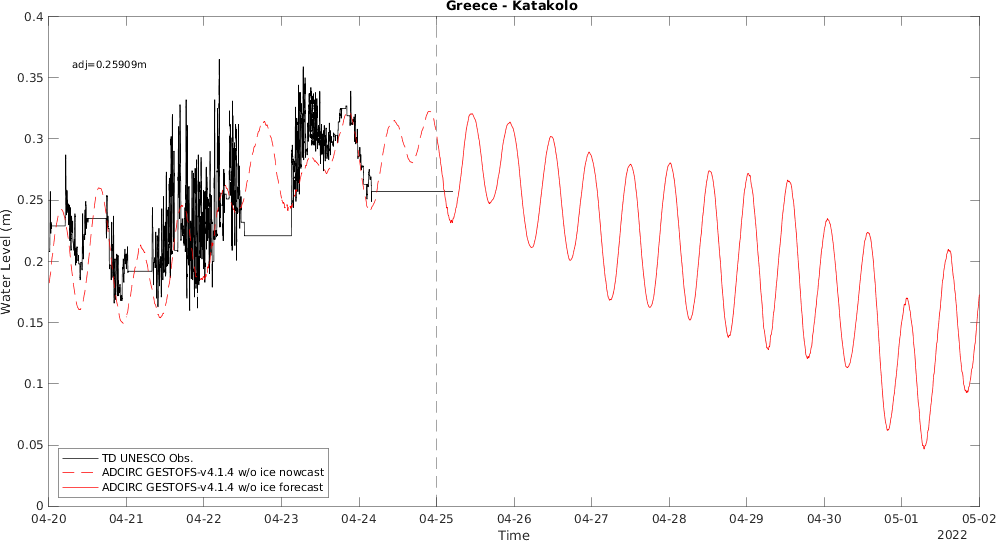 Greece - Katakolo
adj=0.25909m
0.4
0.35
0.3
0.25
0.2
0.15
0.1
0.05
0
Water Level (m)
TD UNESCO Obs.
ADCIRC GESTOFS-v4.1.4 w/o ice nowcast
ADCIRC GESTOFS-v4.1.4 w/o ice forecast
04-20 04-21 04-22 04-23 04-24 04-25 04-26 04-27 04-28 04-29 04-30 05-01 05-02
Time
2022